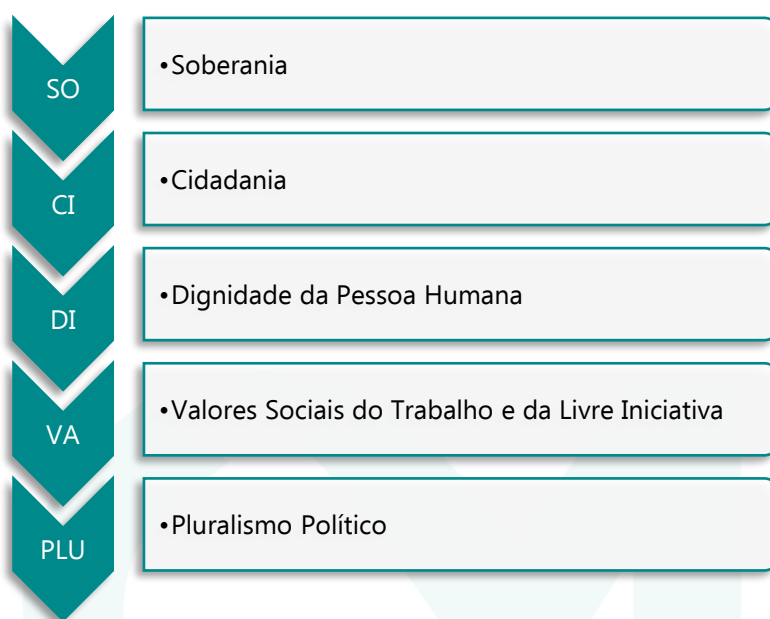 SO
•Soberania
CI
•Cidadania
DI
•Dignidade da Pessoa Humana
VA
•Valores Sociais do Trabalho e da Livre Iniciativa
PLU
•Pluralismo Político